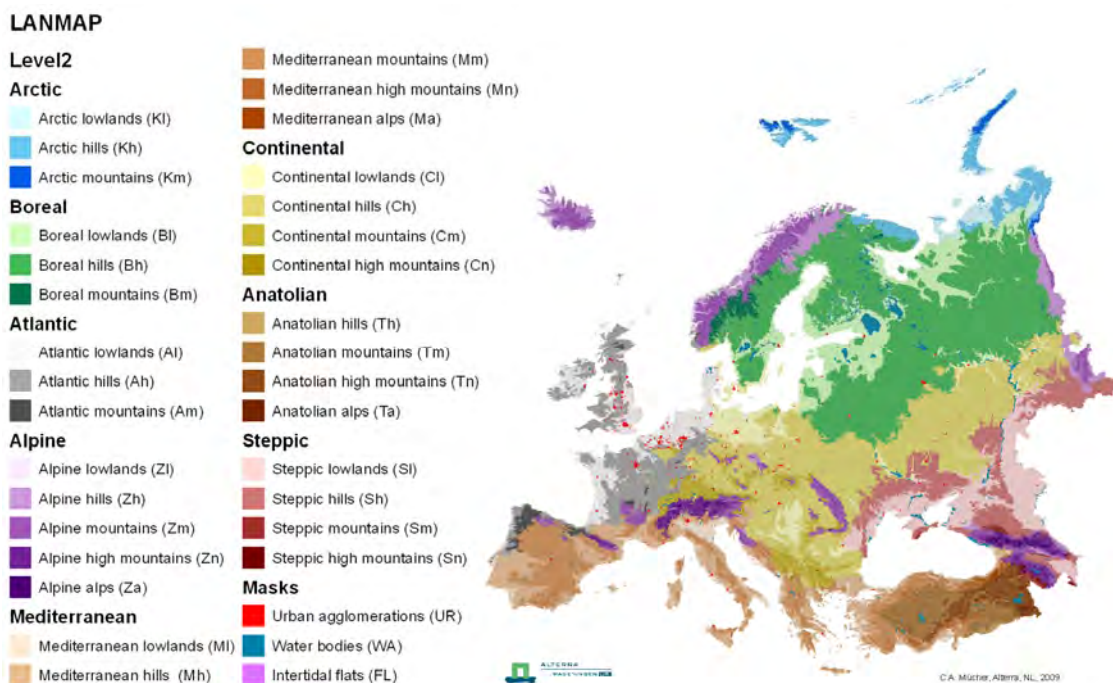 LANMAP
Level2
Arctic
Arctic lowlands (Kl)
Arctic hills (Kh)
Arctic mountains (Km)
Boreal
Boreal lowlands (Bl)
Boreal hills (Bh)
Boreal mountains (Bm)
Atlantic
Atlantic lowlands (Al)
Atlantic hills (Ah)
Atlantic mountains (Am)
Alpine
Alpine lowlands (Zl)
Alpine hills (Zh)
Alpine mountains (Zm)
Alpine high mountains (Zn)
Alpine alps (Za)
Mediterranean
Mediterranean lowlands (Ml)
Mediterranean hills (Mh)
Mediterranean mountains (Mm)
Mediterranean high mountains (Mn)
Mediterranean alps (Ma)
Continental
Continental lowlands (Cl)
Continental hills (Ch)
Continental mountains (Cm)
Continental high mountains (Cn)
Anatolian
Anatolian hills (Th)
Anatolian mountains (Tm)
Anatolian high mountains (Tn)
Anatolian alps (Ta)
Steppic
Steppic lowlands (Sl)
Steppic hills (Sh)
Steppic mountains (Sm)
Steppic high mountains (Sn)
Masks
Urban agglomerations (UR)
Water bodies (WA)
Intertidal flats (FL)
ALTERRA
WAGENINGEN UR
C.A. Mücher, Alterra, NL, 2009